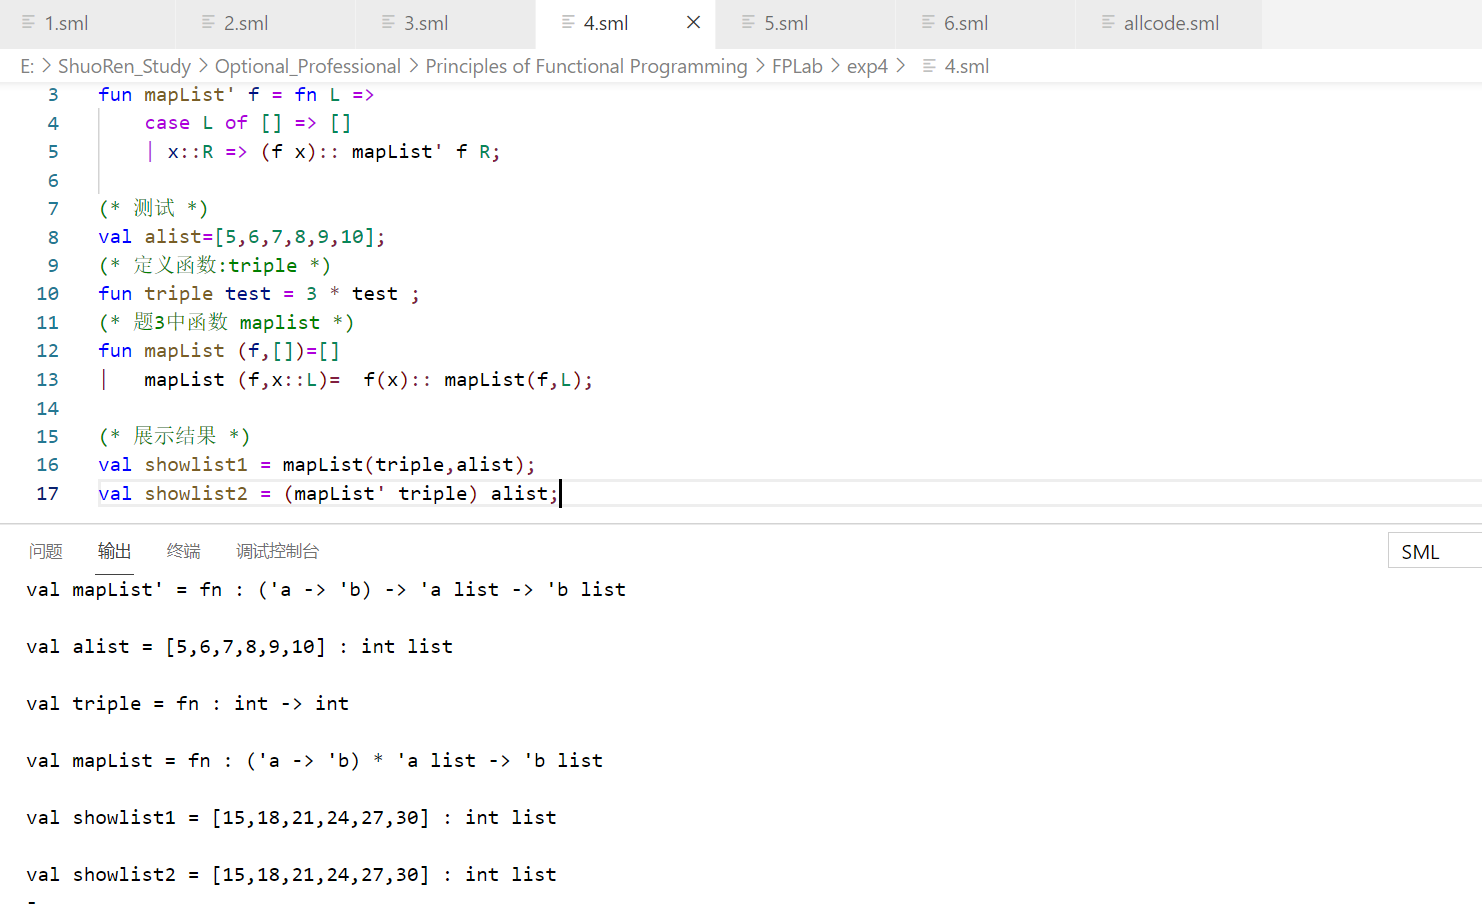 1.sml 2.sml 3.sml 4.sml 5.sml 6.sml allcode.sml
E: > ShuoRen_Study > Optional_Professional > Principles of Functional Programming > FPLab > exp4 > 4.sml
3 fun mapList' f = fn L =>
4     case L of [] => []
5     | x::R => (f x):: mapList' f R;
6
7 (* 测试 *)
8 val alist=[5,6,7,8,9,10];
9 (* 定义函数:triple *)
10 fun triple test = 3 * test ;
11 (* 题3中函数 maplist *)
12 fun mapList (f,[])=[]
13 |   mapList (f,x::L)=  f(x):: mapList(f,L);
14
15 (* 展示结果 *)
16 val showlist1 = mapList(triple,alist);
17 val showlist2 = (mapList' triple) alist;
问题 输出 终端 调试控制台 SML
val mapList' = fn : ('a -> 'b) -> 'a list -> 'b list
val alist = [5,6,7,8,9,10] : int list
val triple = fn : int -> int
val mapList = fn : ('a -> 'b) * 'a list -> 'b list
val showlist1 = [15,18,21,24,27,30] : int list
val showlist2 = [15,18,21,24,27,30] : int list